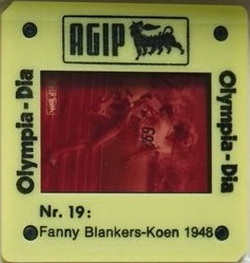 AGIP
Olympia-Dia
Olympia-Dia
Nr. 19:
Fanny Blankers-Koen 1948